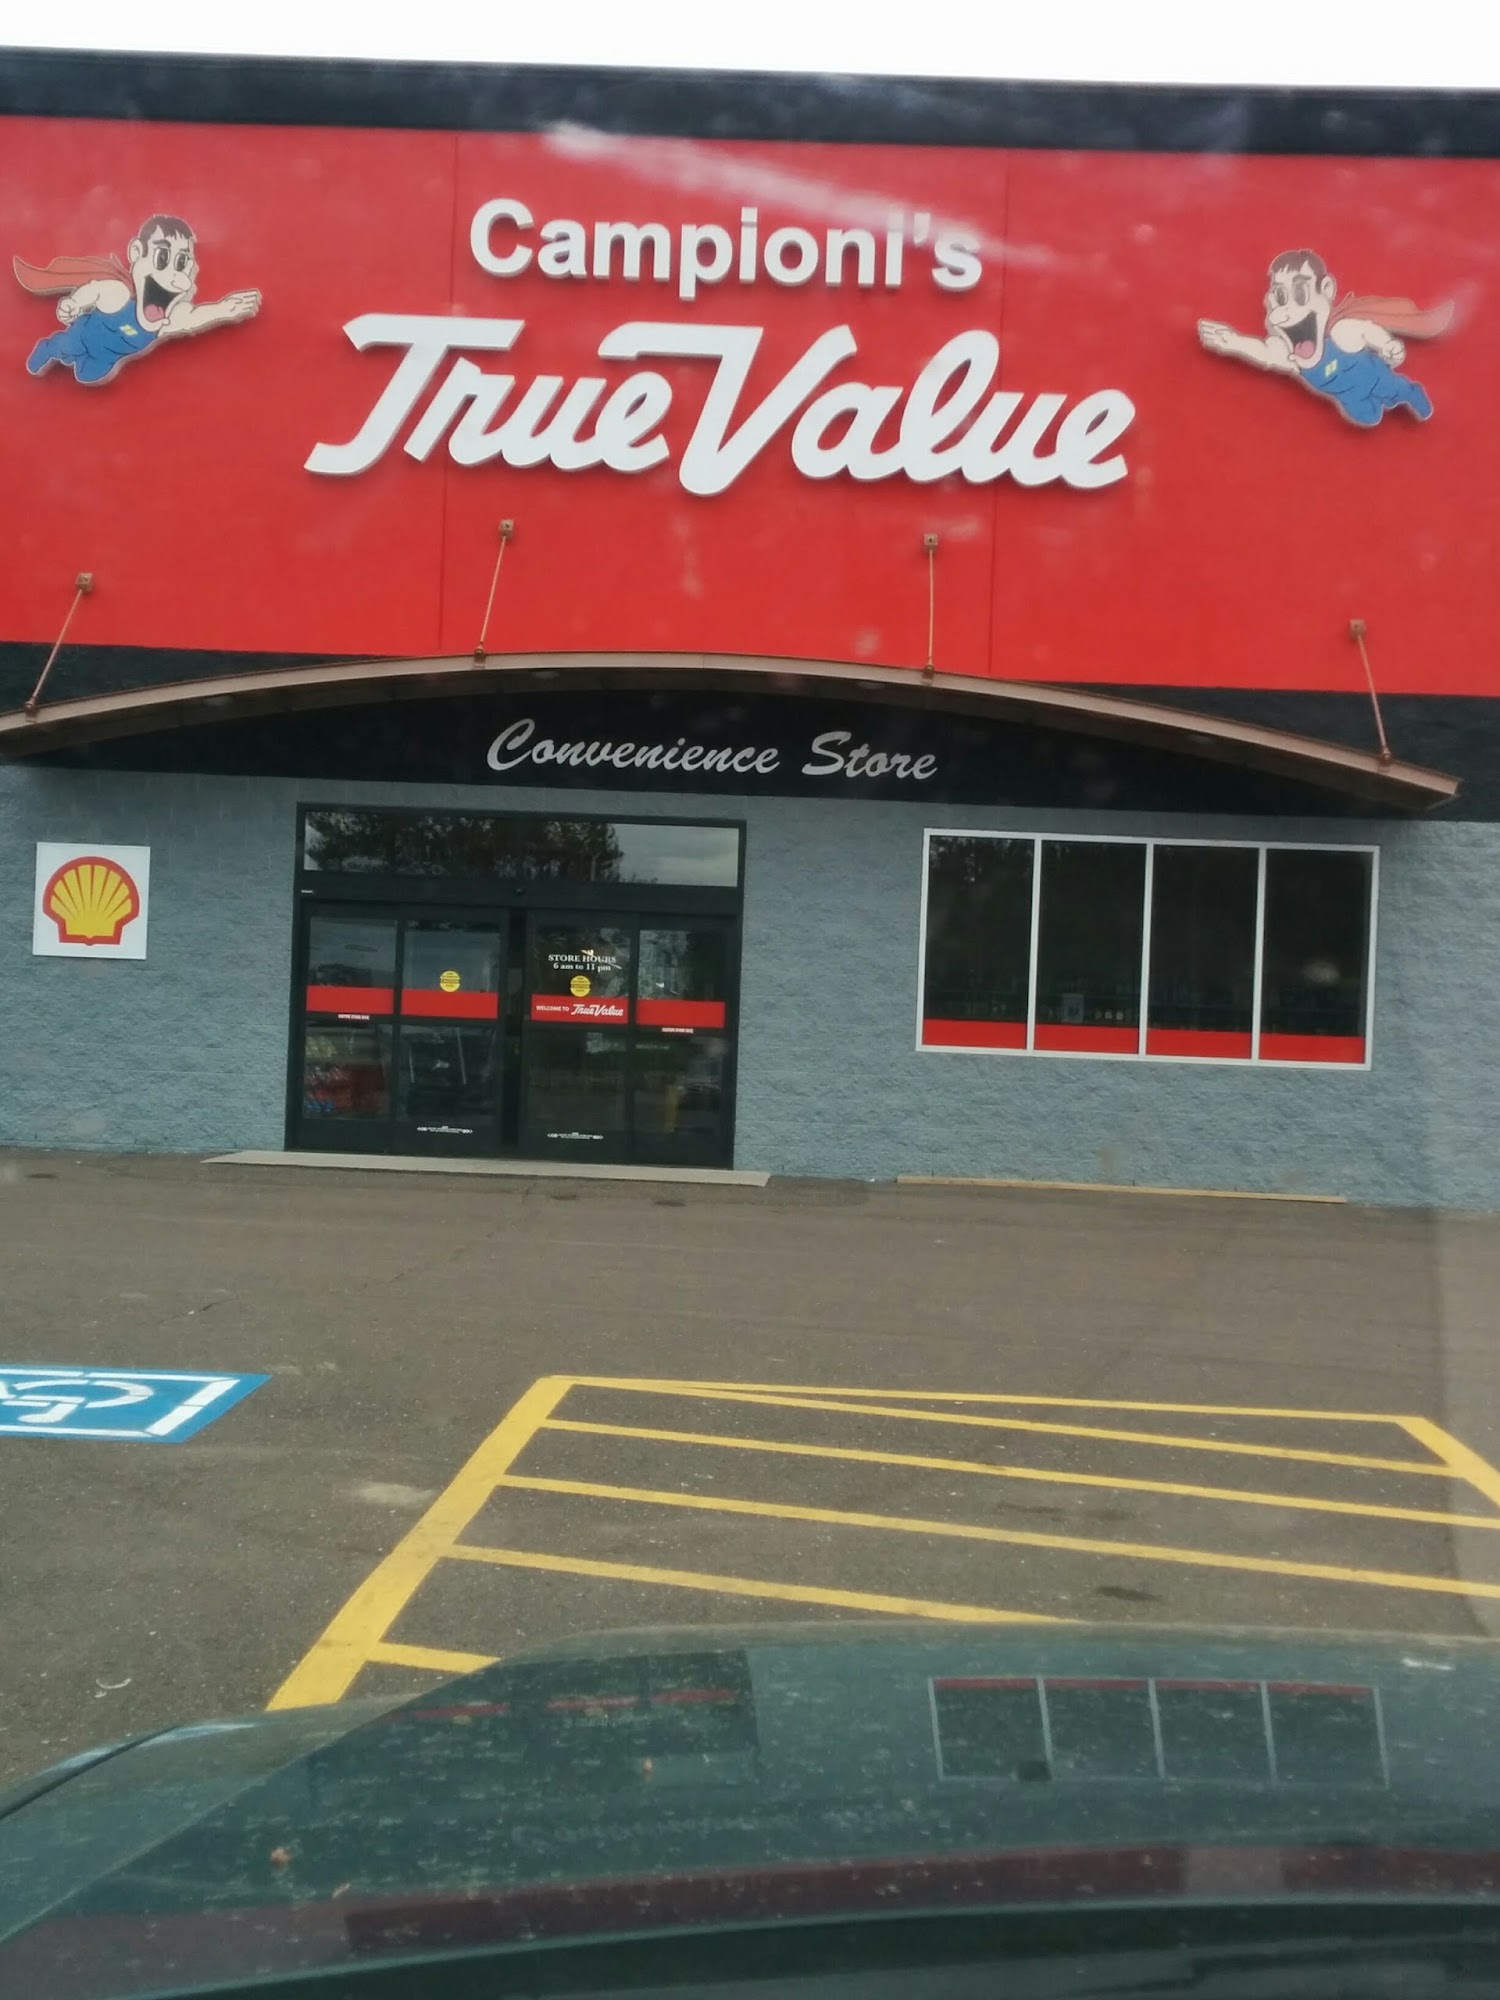 Campioni's
True Value
Convenience Store
STORE HOURS
6 am to 11 pm
WELCOME TO True Value